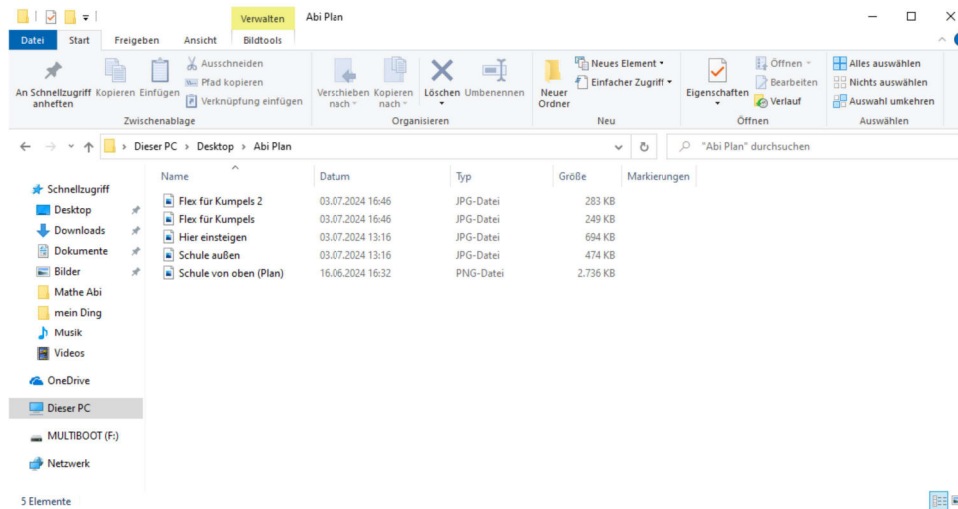 Verwalten Abi Plan
Datei Start Freigeben Ansicht Bildtools
An Schnellzugriff anheften
Kopieren
Einfügen
Ausschneiden
Pfad kopieren
Verknüpfung einfügen
Zwischenablage
Verschieben nach
Kopieren nach
Löschen
Umbenennen
Organisieren
Neuer Ordner
Neues Element
Einfacher Zugriff
Neu
Eigenschaften
Öffnen
Bearbeiten
Verlauf
Öffnen
Alles auswählen
Nichts auswählen
Auswahl umkehren
Auswählen
Dieser PC > Desktop > Abi Plan
"Abi Plan" durchsuchen
Schnellzugriff
Desktop
Downloads
Dokumente
Bilder
Mathe Abi
mein Ding
Musik
Videos
OneDrive
Dieser PC
MULTIBOOT (F:)
Netzwerk
Name Datum Typ Größe Markierungen
Flex für Kumpels 2 03.07.2024 16:46 JPG-Datei 283 KB
Flex für Kumpels 03.07.2024 16:46 JPG-Datei 249 KB
Hier einsteigen 03.07.2024 13:16 JPG-Datei 694 KB
Schule außen 03.07.2024 13:16 JPG-Datei 474 KB
Schule von oben (Plan) 16.06.2024 16:32 PNG-Datei 2.736 KB
5 Elemente